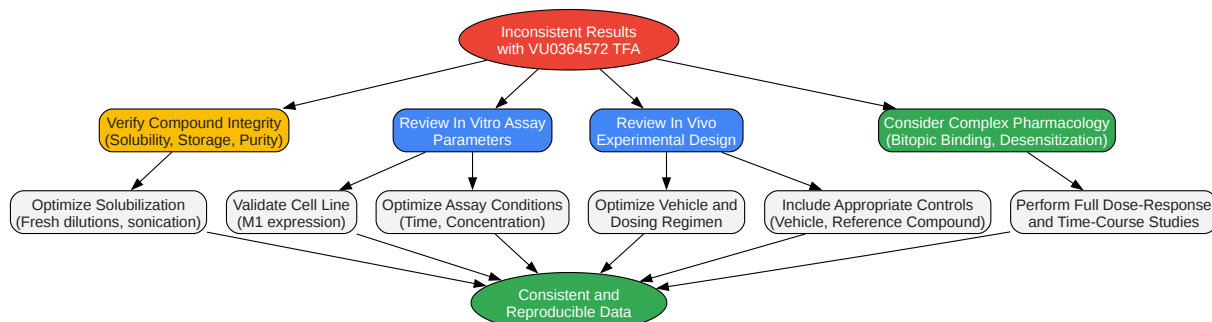 Inconsistent Results
with VU0364572 TFA
Verify Compound Integrity
(Solubility, Storage, Purity)
Review In Vitro Assay
Parameters
Review In Vivo
Experimental Design
Consider Complex Pharmacology
(Bitopic Binding, Desensitization)
Optimize Solubilization
(Fresh dilutions, sonication)
Validate Cell Line
(M1 expression)
Optimize Assay Conditions
(Time, Concentration)
Optimize Vehicle and
Dosing Regimen
Include Appropriate Controls
(Vehicle, Reference Compound)
Perform Full Dose-Response
and Time-Course Studies
Consistent and
Reproducible Data